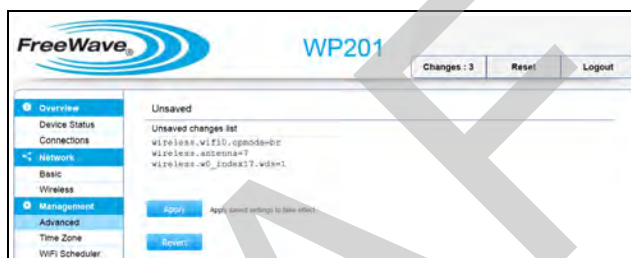 FreeWave®
WP201
Changes : 3
Reset
Logout
Overview
Device Status
Connections
Network
Basic
Wireless
Management
Advanced
Time Zone
WiFi Scheduler
Unsaved
Unsaved changes list
wireless.wifi0.opmode=br
wireless.antenna=7
wireless.w0_index17.wds=1
Apply
Apply saved settings to take effect
Revert